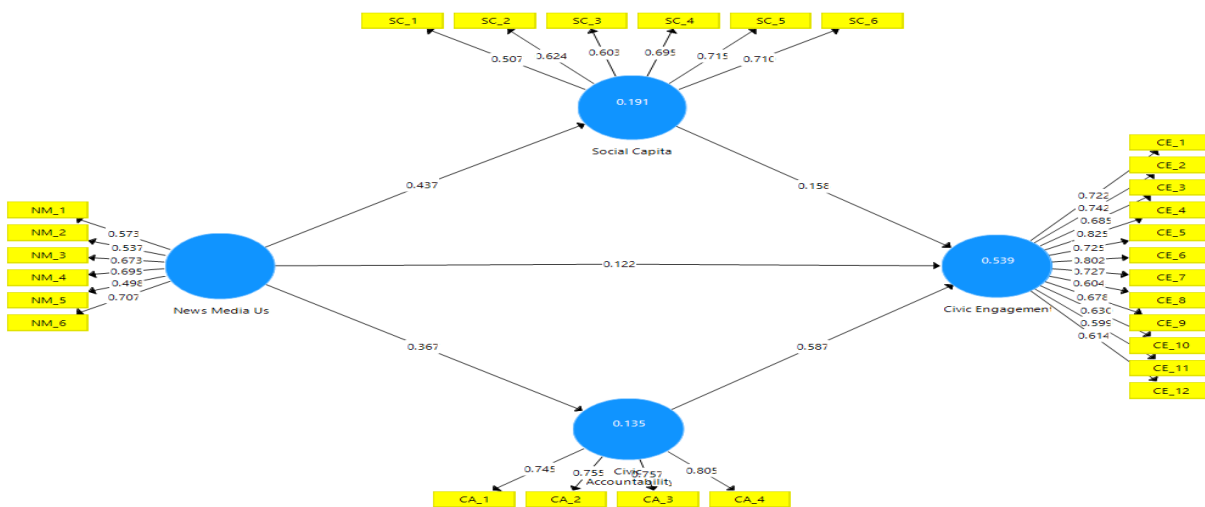 SC_1 SC_2 SC_3 SC_4 SC_5 SC_6
0.507 0.624 0.603 0.695 0.715 0.710
0.191
Social Capita
0.437
0.158
NM_1
NM_2
NM_3
NM_4
NM_5
NM_6
0.573
0.537
0.673
0.695
0.498
0.707
News Media Us
0.122
0.539
Civic Engagement
0.722
0.742
0.685
0.825
0.725
0.802
0.727
0.604
0.678
0.630
0.599
0.614
CE_1
CE_2
CE_3
CE_4
CE_5
CE_6
CE_7
CE_8
CE_9
CE_10
CE_11
CE_12
0.367
0.587
0.135
Civic
Accountability
0.745 0.755 0.757 0.805
CA_1 CA_2 CA_3 CA_4